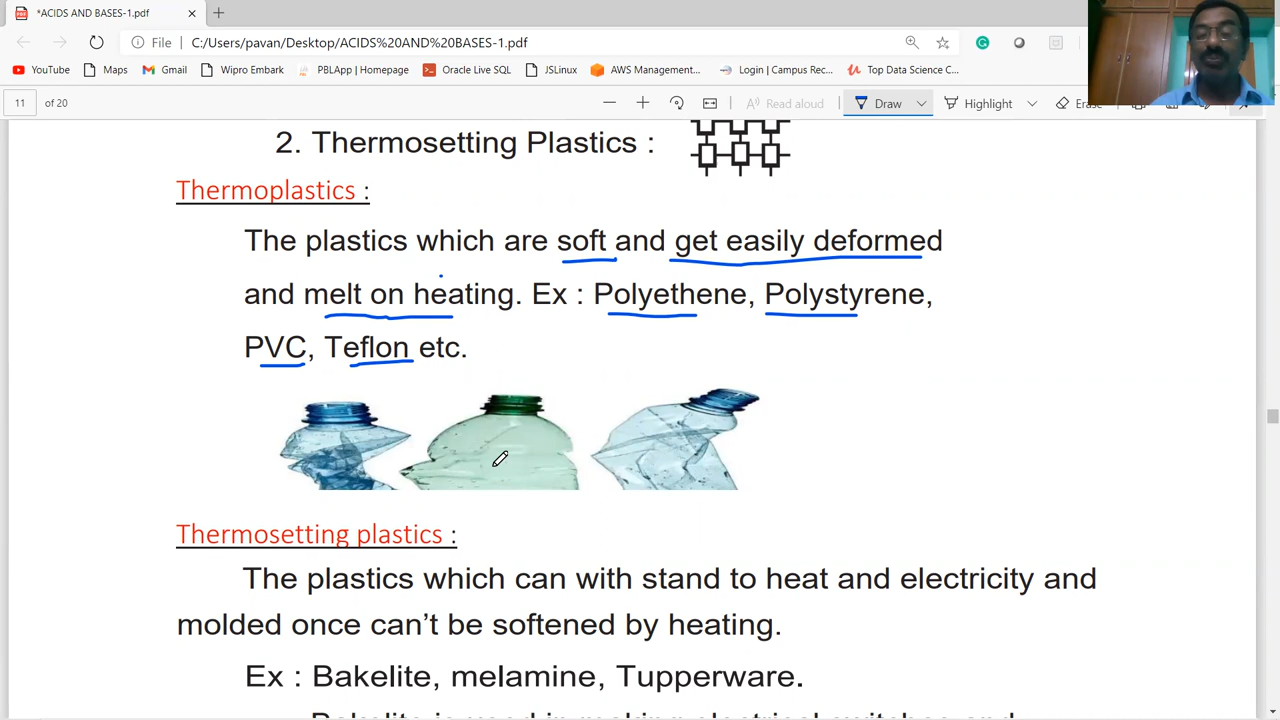 *ACIDS AND BASES-1.pdf
File C:/Users/pavan/Desktop/ACIDS%20AND%20BASES-1.pdf
YouTube Maps Gmail Wipro Embark PBLApp | Homepage Oracle Live SQL JSLinux AWS Management... Login | Campus Rec... Top Data Science C...
11 of 20 Read aloud Draw Highlight Erase
2. Thermosetting Plastics :
Thermoplastics :
The plastics which are soft and get easily deformed
and melt on heating. Ex : Polyethene, Polystyrene,
PVC, Teflon etc.
Thermosetting plastics :
The plastics which can with stand to heat and electricity and
molded once can't be softened by heating.
Ex : Bakelite, melamine, Tupperware.